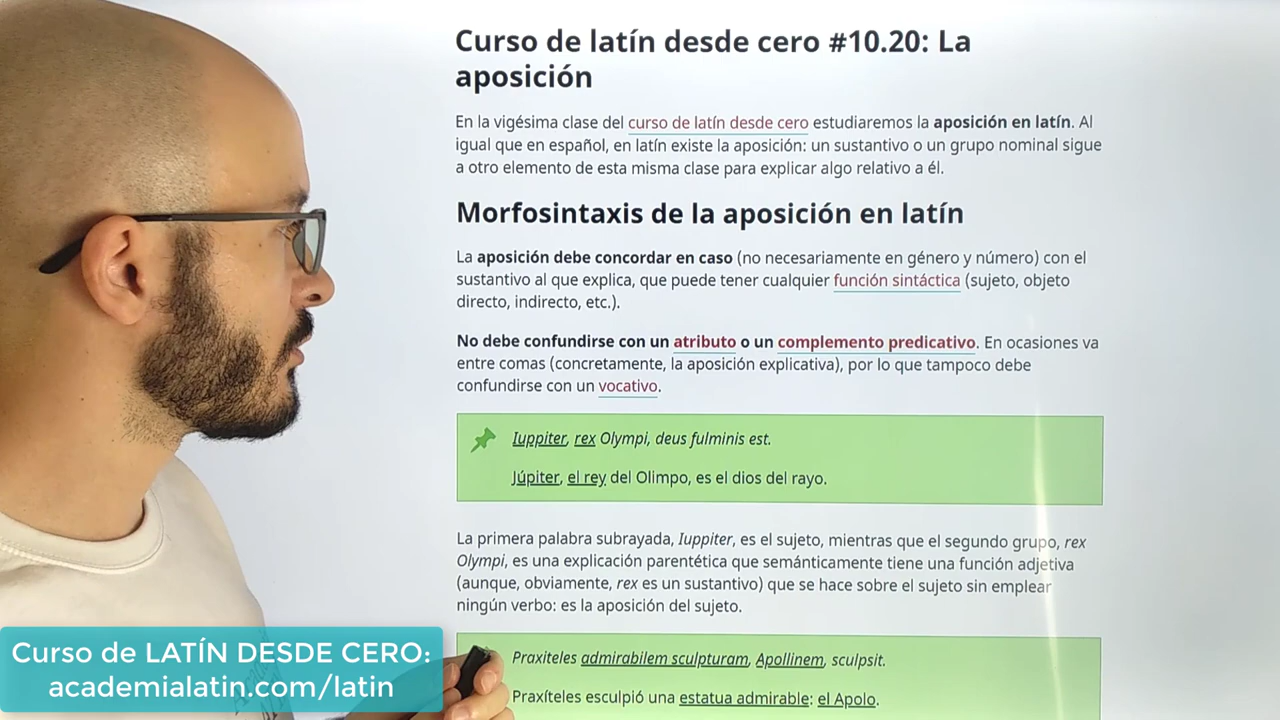 Curso de latín desde cero #10.20: La
aposición
En la vigésima clase del curso de latín desde cero estudiaremos la aposición en latín. Al
igual que en español, en latín existe la aposición: un sustantivo o un grupo nominal sigue
a otro elemento de esta misma clase para explicar algo relativo a él.
Morfosintaxis de la aposición en latín
La aposición debe concordar en caso (no necesariamente en género y número) con el
sustantivo al que explica, que puede tener cualquier función sintáctica (sujeto, objeto
directo, indirecto, etc.).
No debe confundirse con un atributo o un complemento predicativo. En ocasiones va
entre comas (concretamente, la aposición explicativa), por lo que tampoco debe
confundirse con un vocativo.
Iuppiter, rex Olympi, deus fulminis est.
Júpiter, el rey del Olimpo, es el dios del rayo.
La primera palabra subrayada, Iuppiter, es el sujeto, mientras que el segundo grupo, rex
Olympi, es una explicación parentética que semánticamente tiene una función adjetiva
(aunque, obviamente, rex es un sustantivo) que se hace sobre el sujeto sin emplear
ningún verbo: es la aposición del sujeto.
Praxiteles admirabilem sculpturam, Apollinem, sculpsit.
Praxíteles esculpió una estatua admirable: el Apolo.
Curso de LATÍN DESDE CERO:
academialatin.com/latin